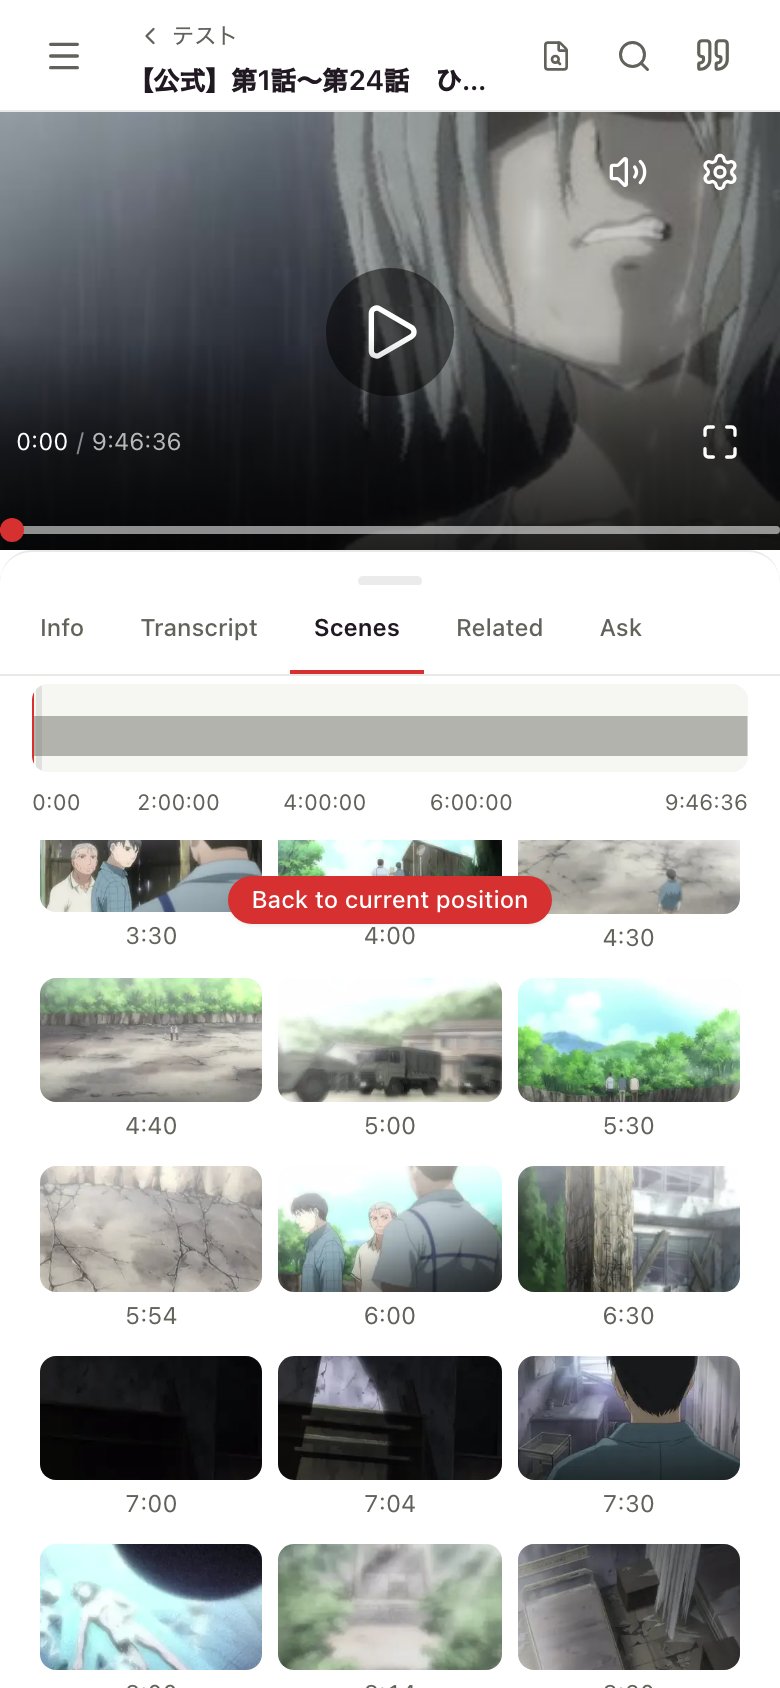 テスト
【公式】第1話〜第24話　ひ...
0:00 / 9:46:36
Info Transcript Scenes Related Ask
0:00 2:00:00 4:00:00 6:00:00 9:46:36
Back to current position
3:30 4:00 4:30
4:40 5:00 5:30
5:54 6:00 6:30
7:00 7:04 7:30